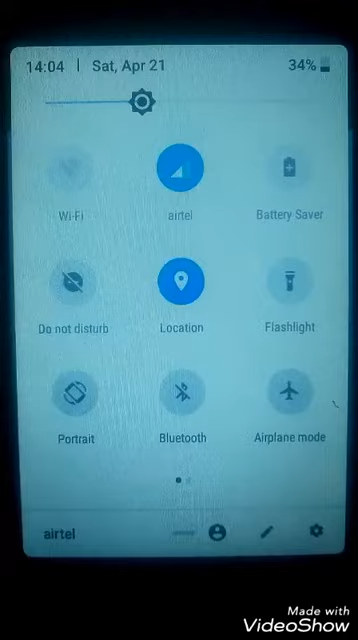 14:04 | Sat, Apr 21 34%
Wi-Fi airtel Battery Saver
Do not disturb Location Flashlight
Portrait Bluetooth Airplane mode
airtel
Made with
VideoShow